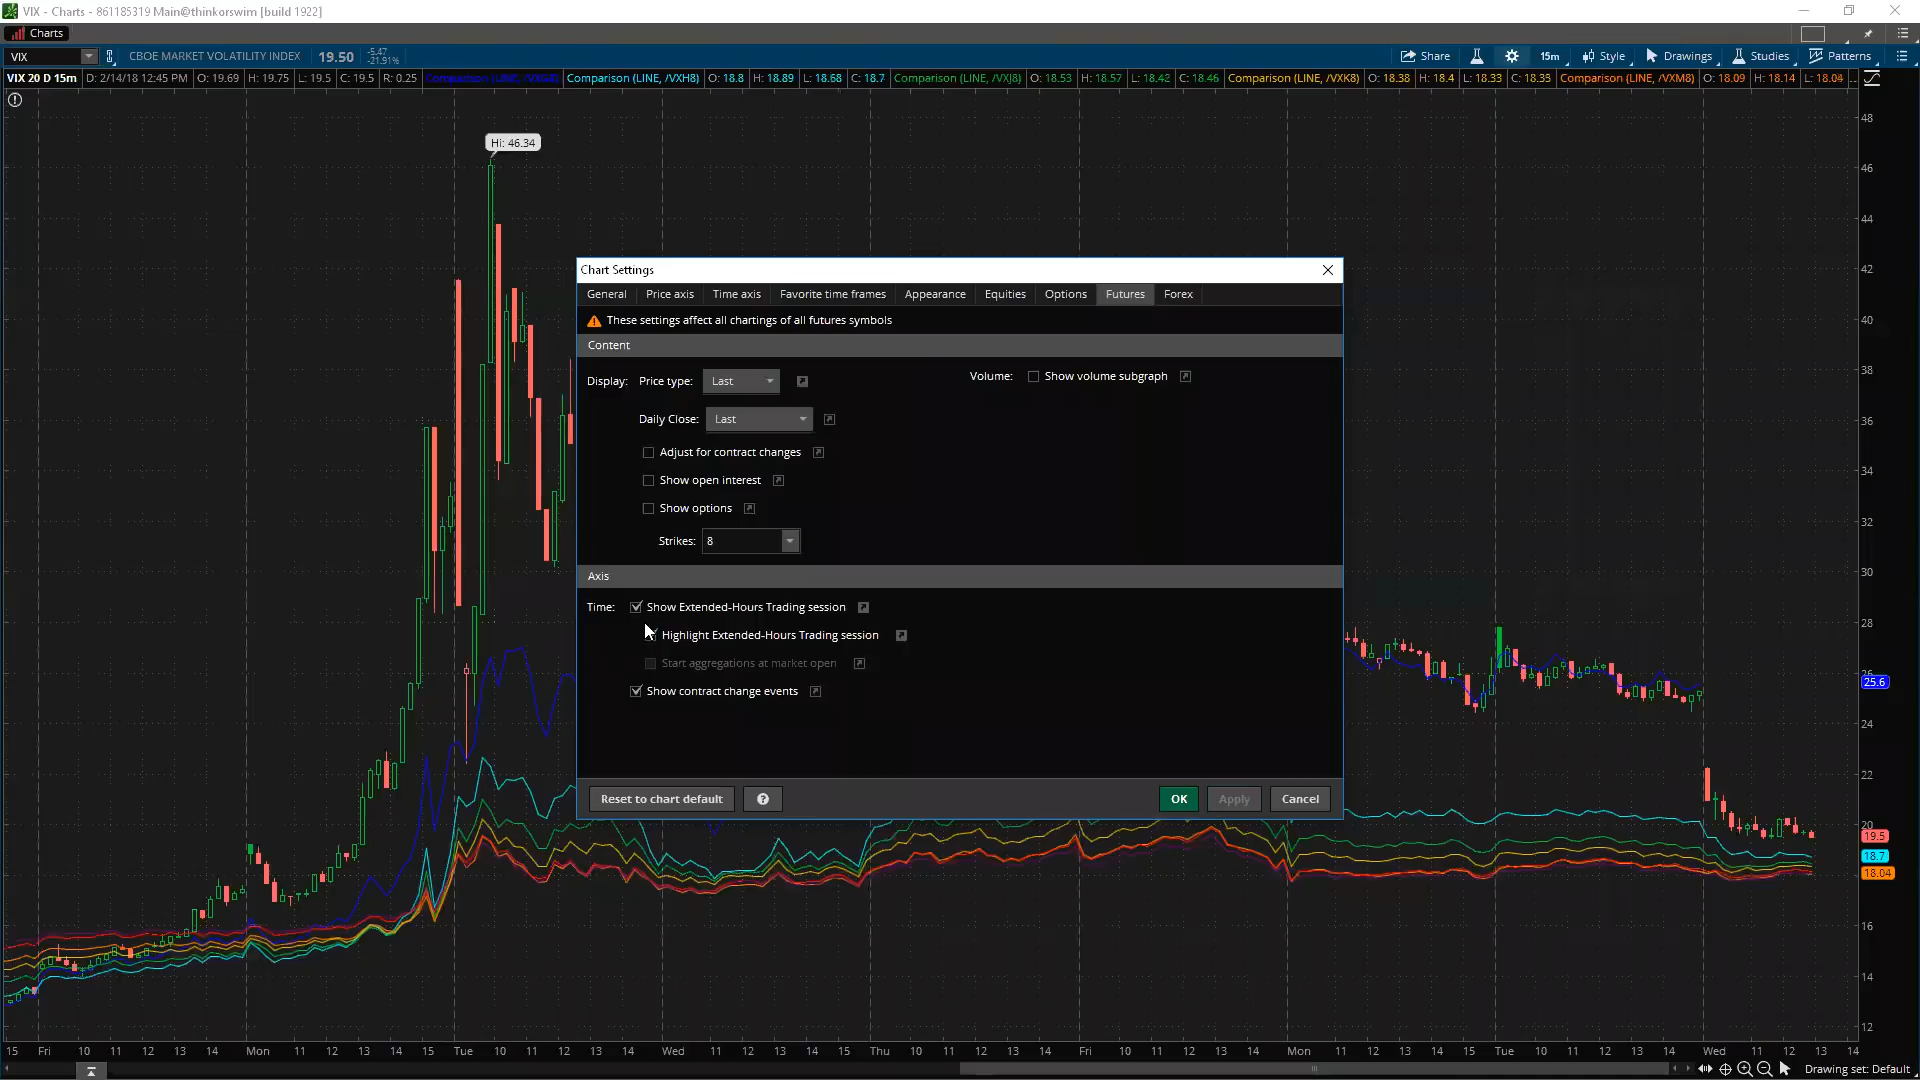 VIX - Charts - 861185319 Main@thinkorswim [build 1922]
Charts
VIX CBOE MARKET VOLATILITY INDEX 19.50 -5.47 -21.91% Share 15m Style Drawings Studies Patterns
VIX 20 D 15m D: 2/14/18 12:45 PM O: 19.69 H: 19.75 L: 19.5 C: 19.5 R: 0.25 Comparison (LINE, /VXH8) O: 18.8 H: 18.89 L: 18.68 C: 18.7 Comparison (LINE, /VXJ8) O: 18.53 H: 18.57 L: 18.42 C: 18.46 Comparison (LINE, /VXK8) O: 18.38 H: 18.4 L: 18.33 C: 18.35 Comparison (LINE, /VXM8) O: 18.09 H: 18.14 L: 18.04
Hi: 46.34
48
46
44
42
40
38
36
34
32
30
28
26
25.6
24
22
20
19.5
18.7
18.04
16
14
12
Chart Settings
General Price axis Time axis Favorite time frames Appearance Equities Options Futures Forex
These settings affect all chartings of all futures symbols
Content
Display: Price type: Last Volume: Show volume subgraph
Daily Close: Last
Adjust for contract changes
Show open interest
Show options
Strikes: 8
Axis
Time: Show Extended-Hours Trading session
Highlight Extended-Hours Trading session
Start aggregations at market open
Show contract change events
Reset to chart default ? OK Apply Cancel
15 Fri 10 11 12 13 14 Mon 11 12 13 14 15 Tue 10 11 12 13 14 Wed 11 12 13 14 15 Thu 10 11 12 13 14 Fri 10 11 12 13 14 Mon 11 12 13 14 15 Tue 10 11 12 13 14 Wed 11 12 13 14
Drawing set: Default